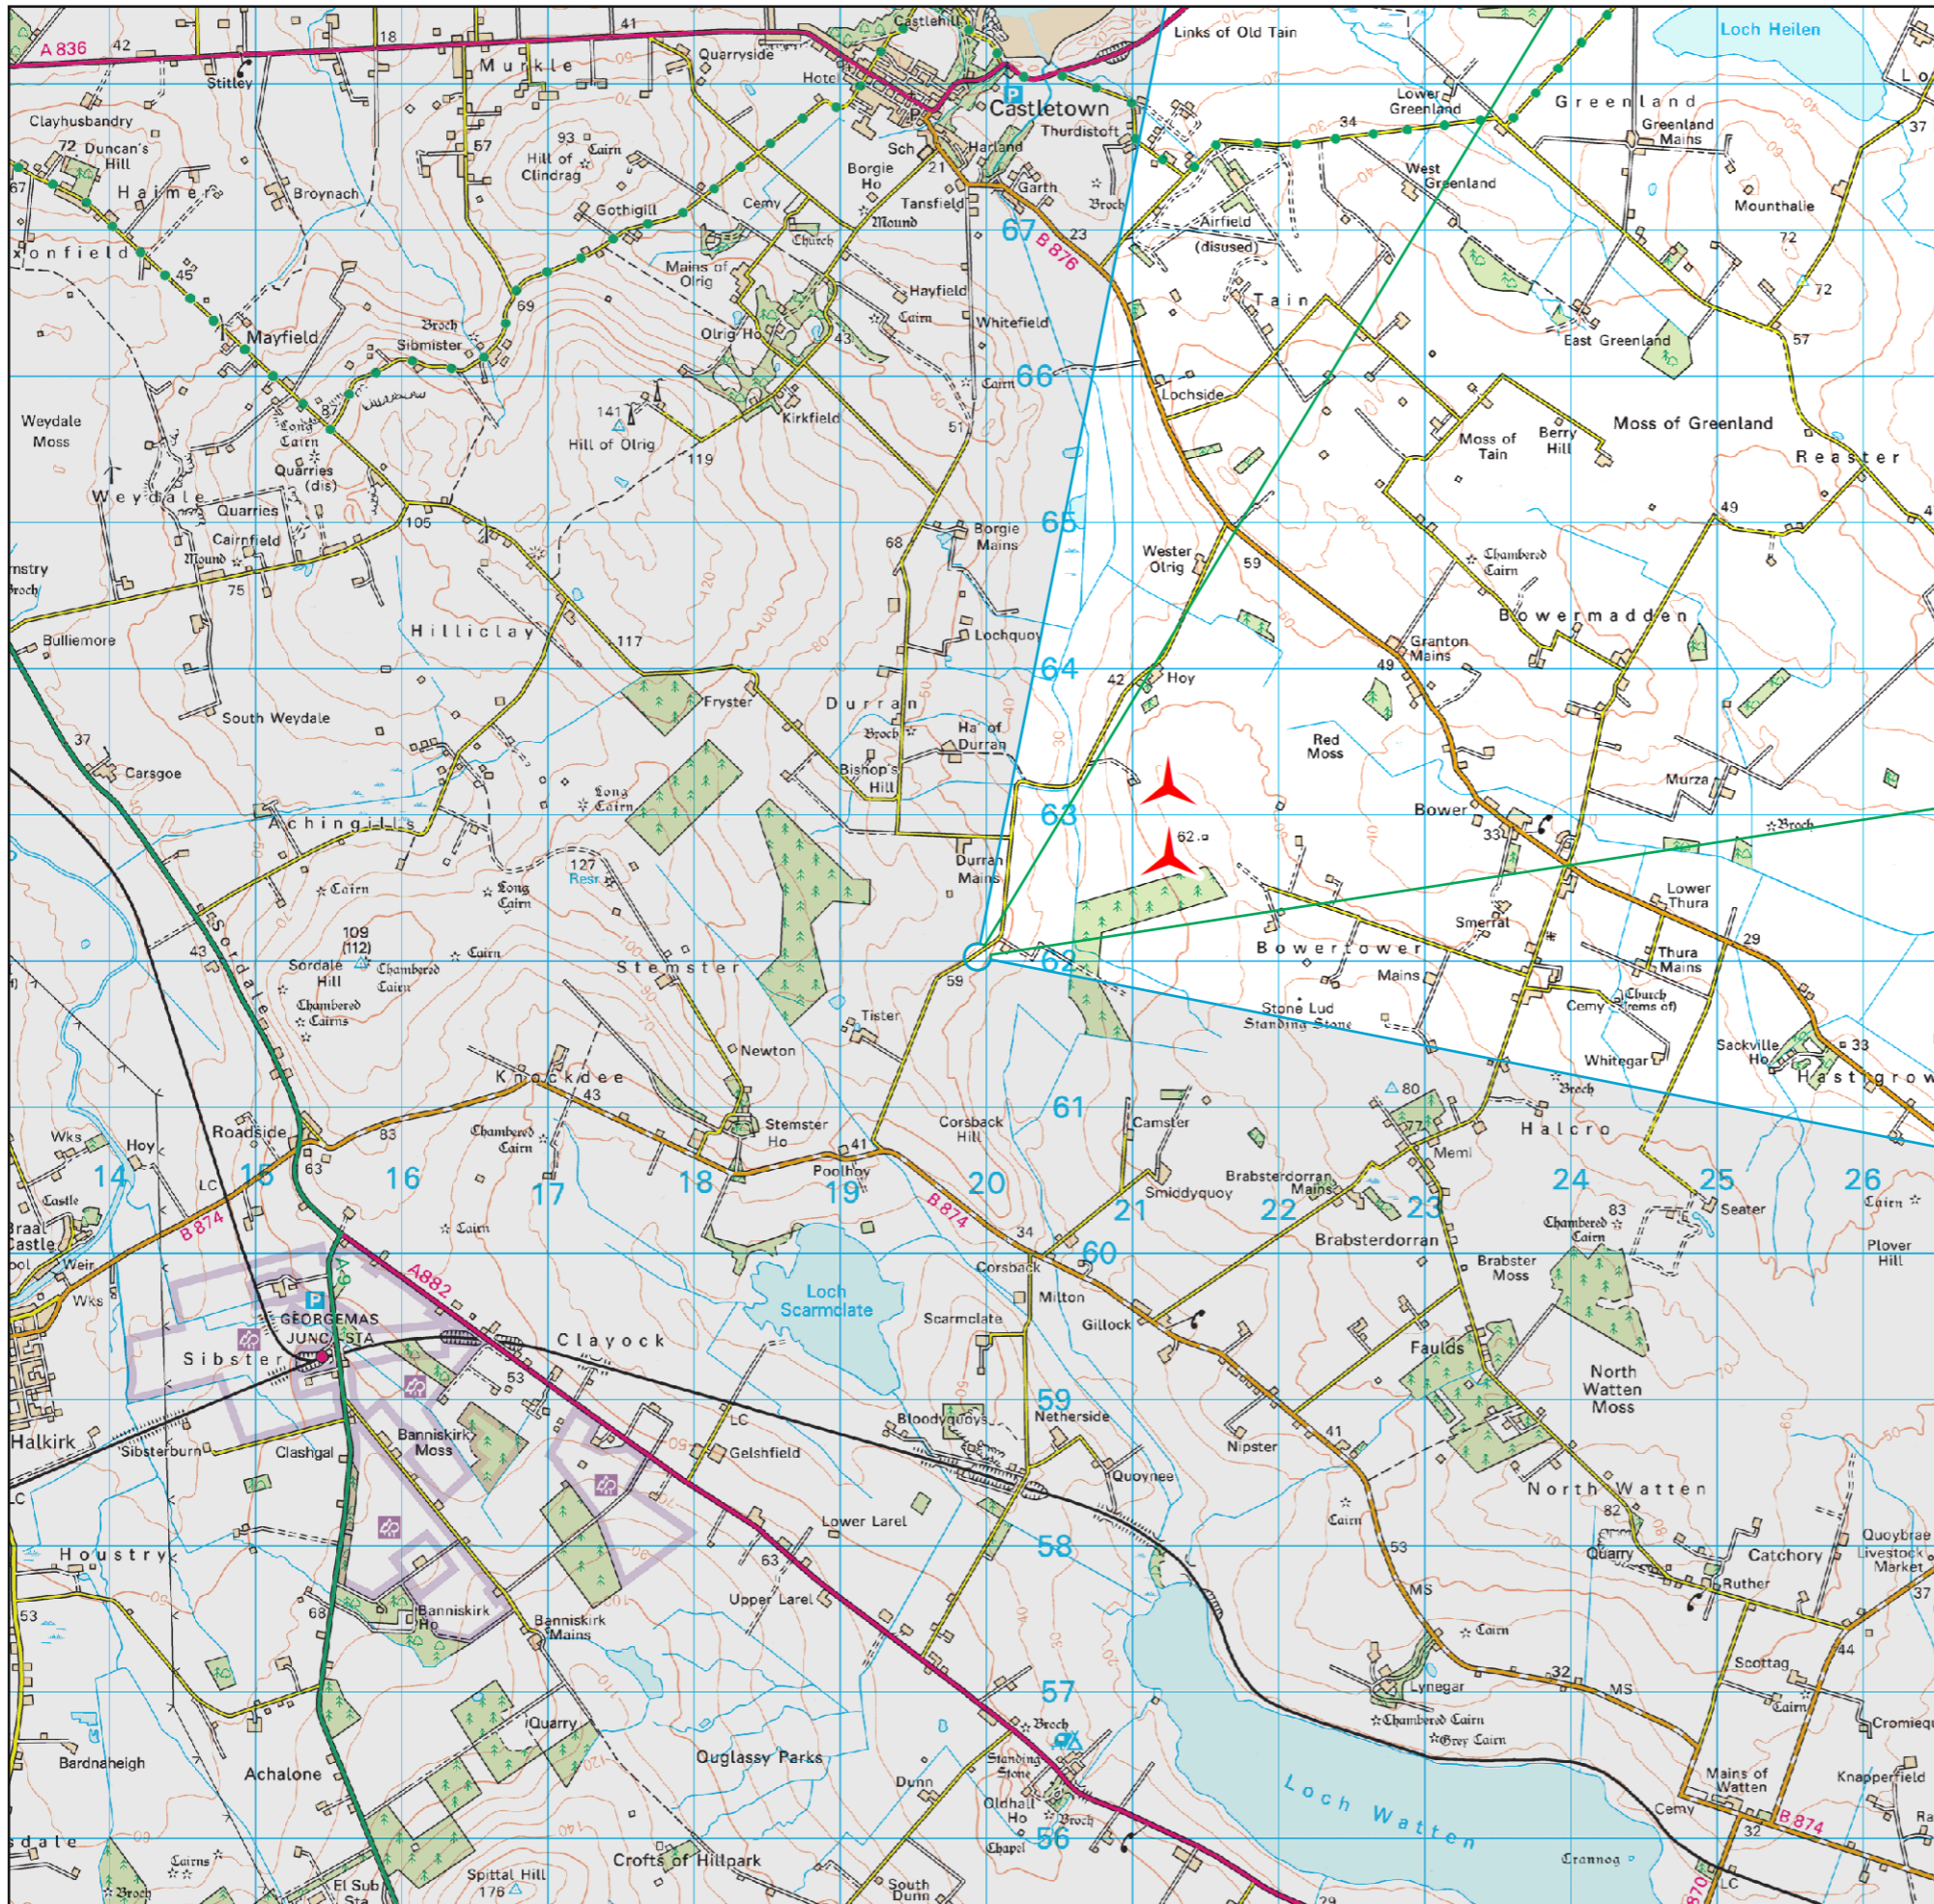 Castlehill
Links of Old Tain
Loch Heilen
A 836
42
18
41
Quarryside
Murkle
Stitley
Hotel
P
Castletown
Lower
Greenland
Greenland
Greenland
Mains
37
Clayhusbandry
72 Duncan's
Hill
93
Cairn
Hill of
Clindrag
57
Sch
Harland
Thurdistoft
34
West
Greenland
Mounthalie
67
Haimer
Broynach
Gothigill
Cemy
Borgie
Ho
21
Tansfield
Garth
Broch
Airfield
(disused)
Mound
Church
67
B 876
23
72
72
45
Mains of
Olrig
Hayfield
Cairn
Tain
69
Mayfield
Broch
Sibmister
Olrig Ho
43
Whitefield
East Greenland
57
66
Cairn
Lochside
87
Long
Cairn
Weydale
Moss
141
Hill of Olrig
Kirkfield
119
51
Moss of
Tain
Berry
Hill
Moss of Greenland
Reaster
Quarries
(dis)
Weydale
Quarries
Cairnfield
Mound
75
105
65
Borgie
Mains
68
Wester
Olrig
59
49
Chambered
Cairn
120
100
80
Bulliemore
Hilliclay
117
Lochquoy
Bowermadden
Granton
Mains
49
64
42
Hoy
South Weydale
Fryster
Durran
Broch
Ha' of
Durran
Red
Moss
37
Carsgoe
Bishop's
Hill
Murza
Long
Cairn
Achingills
63
Bower
33
Broch
62
127
Resr
Durran
Mains
Cairn
Long
Cairn
Lower
Thura
Smerral
29
43
Sordale
109
(112)
Sordale
Hill
Cairn
Chambered
Cairn
Chambered
Cairns
Stemster
62
59
Bowertower
Mains
Thura
Mains
Stone Lud
Standing Stone
Cemy
Church
(rems of)
Tister
Newton
Whitegar
Sackville
Ho
33
Hastigrow
Knockdee
43
80
Broch
61
Wks
Hoy
Roadside
83
Chambered
Cairn
Stemster
Ho
41
Corsback
Hill
Camster
77
Meml
Halcro
14
15
63
16
17
18
Poolhoy
19
20
Smiddyquoy
21
Brabsterdorran
Mains
22
23
24
25
26
LC
Castle
Braal
Castle
B 874
Cairn
B 874
34
Brabsterdorran
Chambered
Cairn
83
Seater
Cairn
Weir
Wks
A9
A882
60
Corsback
Brabster
Moss
Plover
Hill
P
GEORGEMAS
JUNC STA
Sibster
Clayock
Loch
Scarmclate
Milton
Scarmclate
Gillock
Faulds
North
Watten
Moss
53
59
Halkirk
Sibsterburn
Clashgal
Banniskirk
Moss
LC
Gelshfield
Bloodyquoys
Netherside
Nipster
41
Quoynee
North Watten
LC
Lower Larel
Cairn
82
Quarry
Catchory
Quoybrae
Livestock
Market
58
Houstry
63
53
Upper Larel
MS
Ruther
37
53
68
Banniskirk
Ho
Banniskirk
Mains
Cairn
44
Scottag
32
57
Lynegar
MS
Cairn
Broch
Chambered Cairn
Grey Cairn
Quarry
Ouglassy Parks
Standing
Stone
Bardnaheigh
Achalone
Dunn
Oldhall
Ho
Broch
Loch Watten
Mains of
Watten
Knapperfield
56
Chapel
Cemy
B 874
32
Cairns
Broch
Spittal Hill
176
Crofts of Hillpark
Crannog
El Sub
Sta
South
Dunn
29
LC